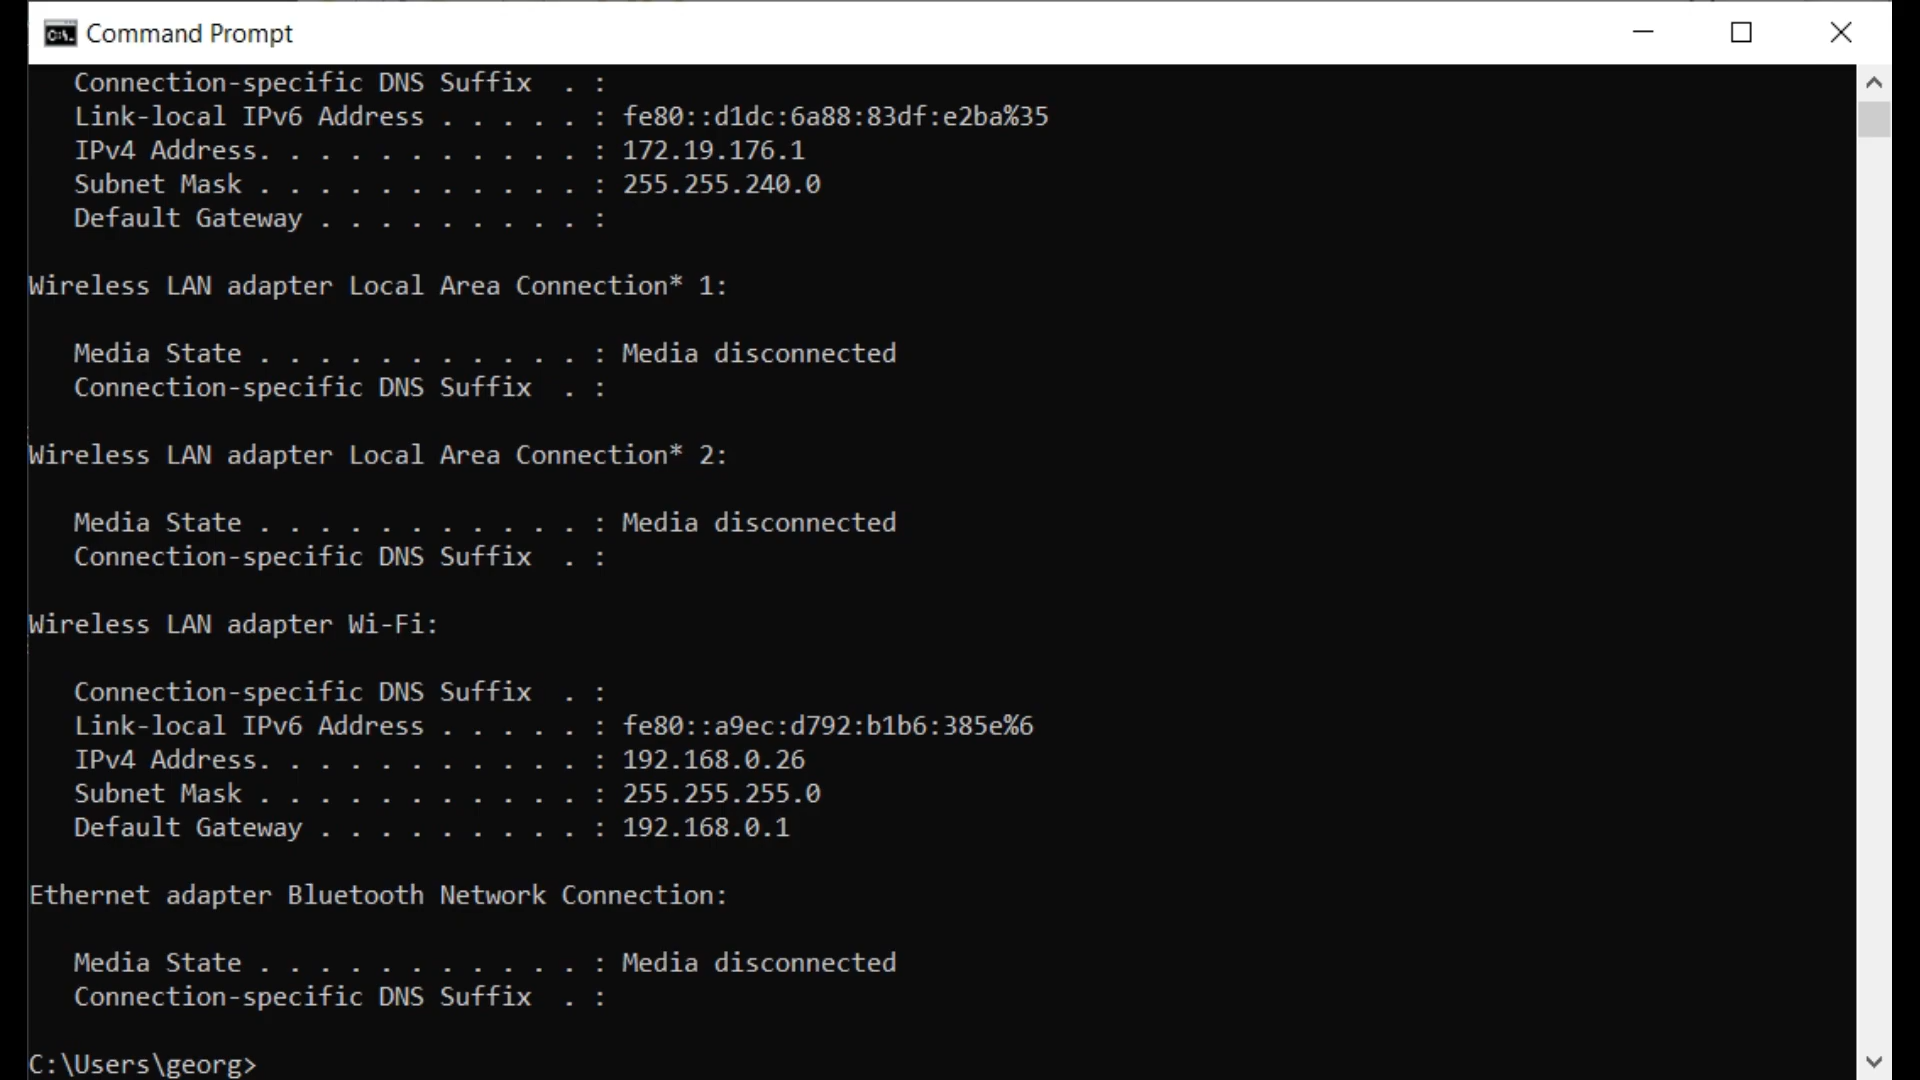 Command Prompt
Connection-specific DNS Suffix  . :
Link-local IPv6 Address . . . . . : fe80::d1dc:6a88:83df:e2ba%35
IPv4 Address. . . . . . . . . . . : 172.19.176.1
Subnet Mask . . . . . . . . . . . : 255.255.240.0
Default Gateway . . . . . . . . . :
Wireless LAN adapter Local Area Connection* 1:
Media State . . . . . . . . . . . : Media disconnected
Connection-specific DNS Suffix  . :
Wireless LAN adapter Local Area Connection* 2:
Media State . . . . . . . . . . . : Media disconnected
Connection-specific DNS Suffix  . :
Wireless LAN adapter Wi-Fi:
Connection-specific DNS Suffix  . :
Link-local IPv6 Address . . . . . : fe80::a9ec:d792:b1b6:385e%6
IPv4 Address. . . . . . . . . . . : 192.168.0.26
Subnet Mask . . . . . . . . . . . : 255.255.255.0
Default Gateway . . . . . . . . . : 192.168.0.1
Ethernet adapter Bluetooth Network Connection:
Media State . . . . . . . . . . . : Media disconnected
Connection-specific DNS Suffix  . :
C:\Users\georg>